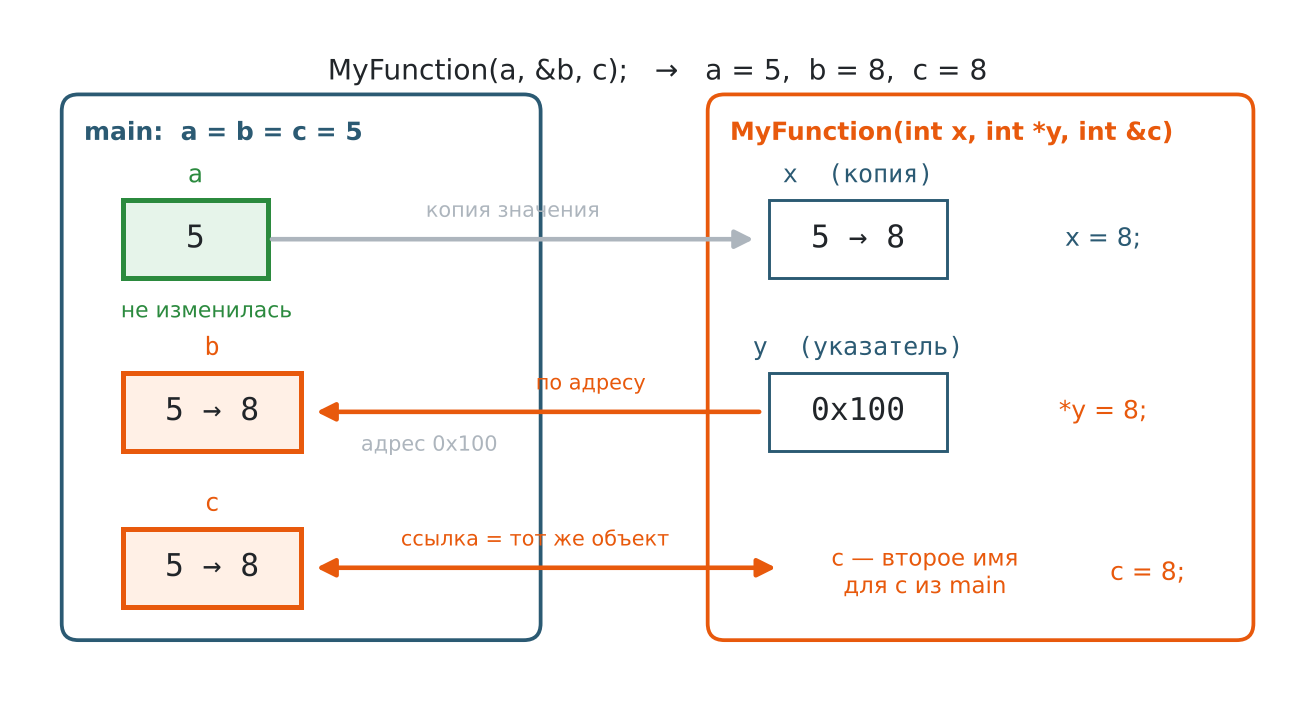 MyFunction(a, &b, c);   →   a = 5,  b = 8,  c = 8
main:  a = b = c = 5
MyFunction(int x, int *y, int &c)
a
x  (копия)
копия значения
5
5 → 8
x = 8;
не изменилась
b
y  (указатель)
по адресу
5 → 8
0x100
*y = 8;
адрес 0x100
c
ссылка = тот же объект
5 → 8
c — второе имя
для c из main
c = 8;